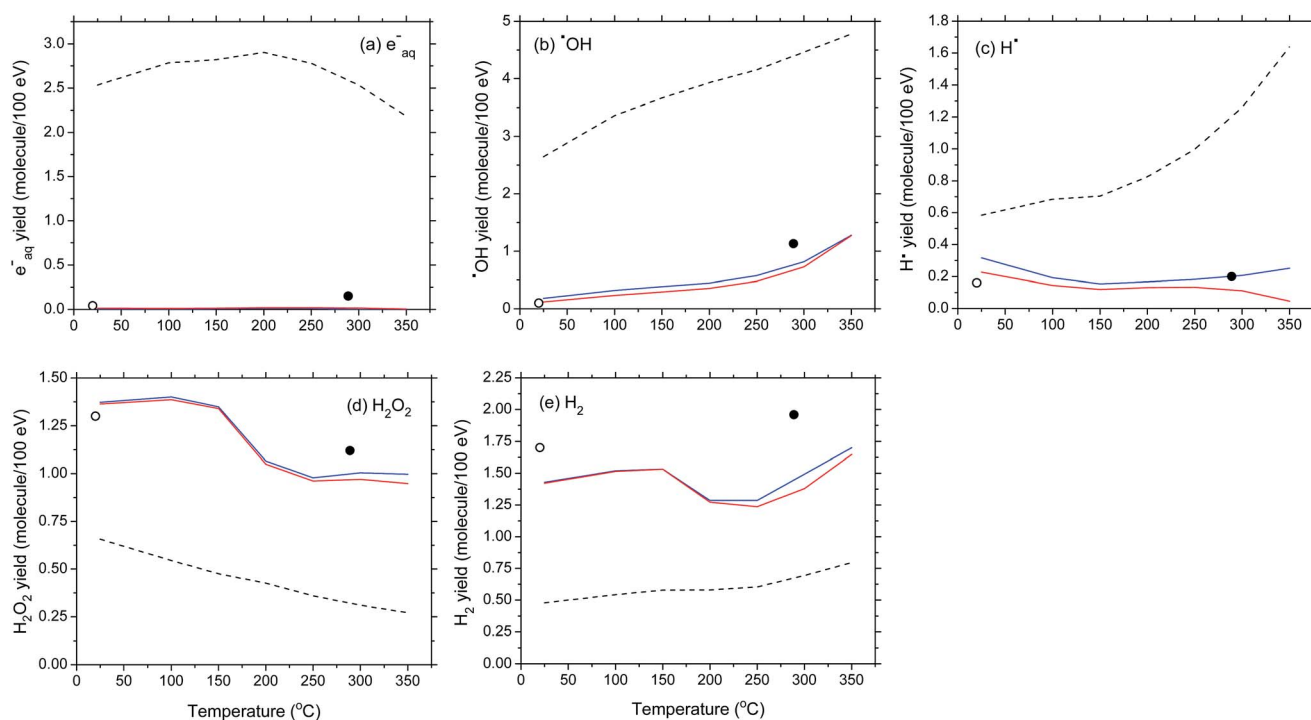 (a) e⁻aq
e⁻aq yield (molecule/100 eV)
3.0
2.5
2.0
1.5
1.0
0.5
0.0
0 50 100 150 200 250 300 350
(b) ▪OH
▪OH yield (molecule/100 eV)
5
4
3
2
1
0
0 50 100 150 200 250 300 350
(c) H▪
H▪ yield (molecule/100 eV)
1.8
1.6
1.4
1.2
1.0
0.8
0.6
0.4
0.2
0.0
0 50 100 150 200 250 300 350
(d) H₂O₂
H₂O₂ yield (molecule/100 eV)
1.50
1.25
1.00
0.75
0.50
0.25
0.00
0 50 100 150 200 250 300 350
Temperature (°C)
(e) H₂
H₂ yield (molecule/100 eV)
2.25
2.00
1.75
1.50
1.25
1.00
0.75
0.50
0.25
0.00
0 50 100 150 200 250 300 350
Temperature (°C)